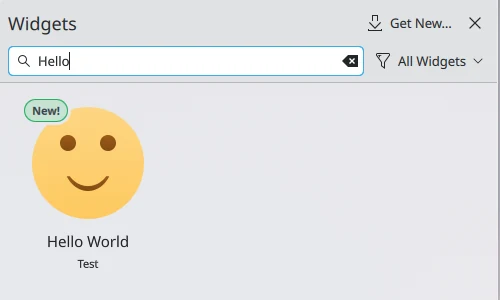 Widgets
Get New...
Hello
All Widgets
New!
Hello World
Test